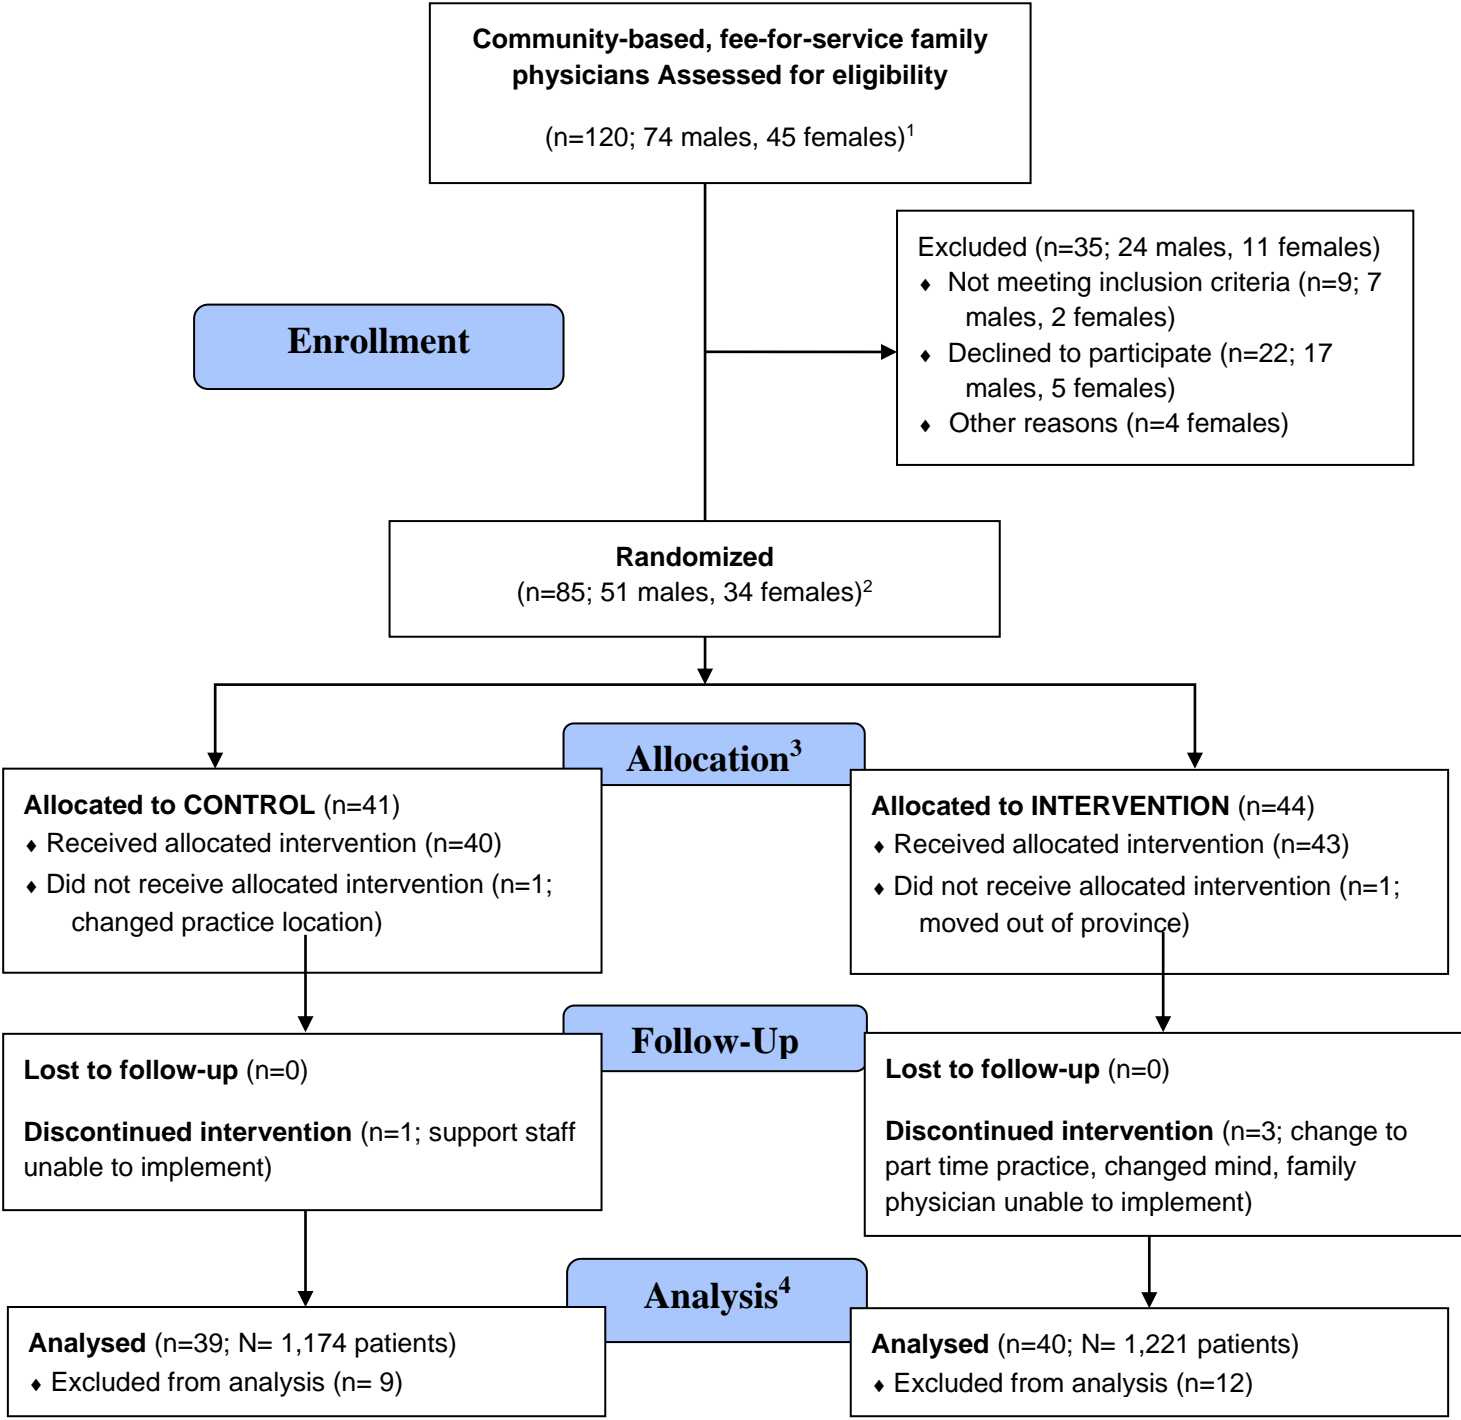 Community-based, fee-for-service family
physicians Assessed for eligibility
(n=120; 74 males, 45 females)1
Excluded (n=35; 24 males, 11 females)
♦ Not meeting inclusion criteria (n=9; 7
males, 2 females)
♦ Declined to participate (n=22; 17
males, 5 females)
♦ Other reasons (n=4 females)
Enrollment
Randomized
(n=85; 51 males, 34 females)2
Allocation3
Allocated to CONTROL (n=41)
♦ Received allocated intervention (n=40)
♦ Did not receive allocated intervention (n=1;
changed practice location)
Allocated to INTERVENTION (n=44)
♦ Received allocated intervention (n=43)
♦ Did not receive allocated intervention (n=1;
moved out of province)
Follow-Up
Lost to follow-up (n=0)
Discontinued intervention (n=1; support staff
unable to implement)
Lost to follow-up (n=0)
Discontinued intervention (n=3; change to
part time practice, changed mind, family
physician unable to implement)
Analysis4
Analysed (n=39; N= 1,174 patients)
♦ Excluded from analysis (n= 9)
Analysed (n=40; N= 1,221 patients)
♦ Excluded from analysis (n=12)